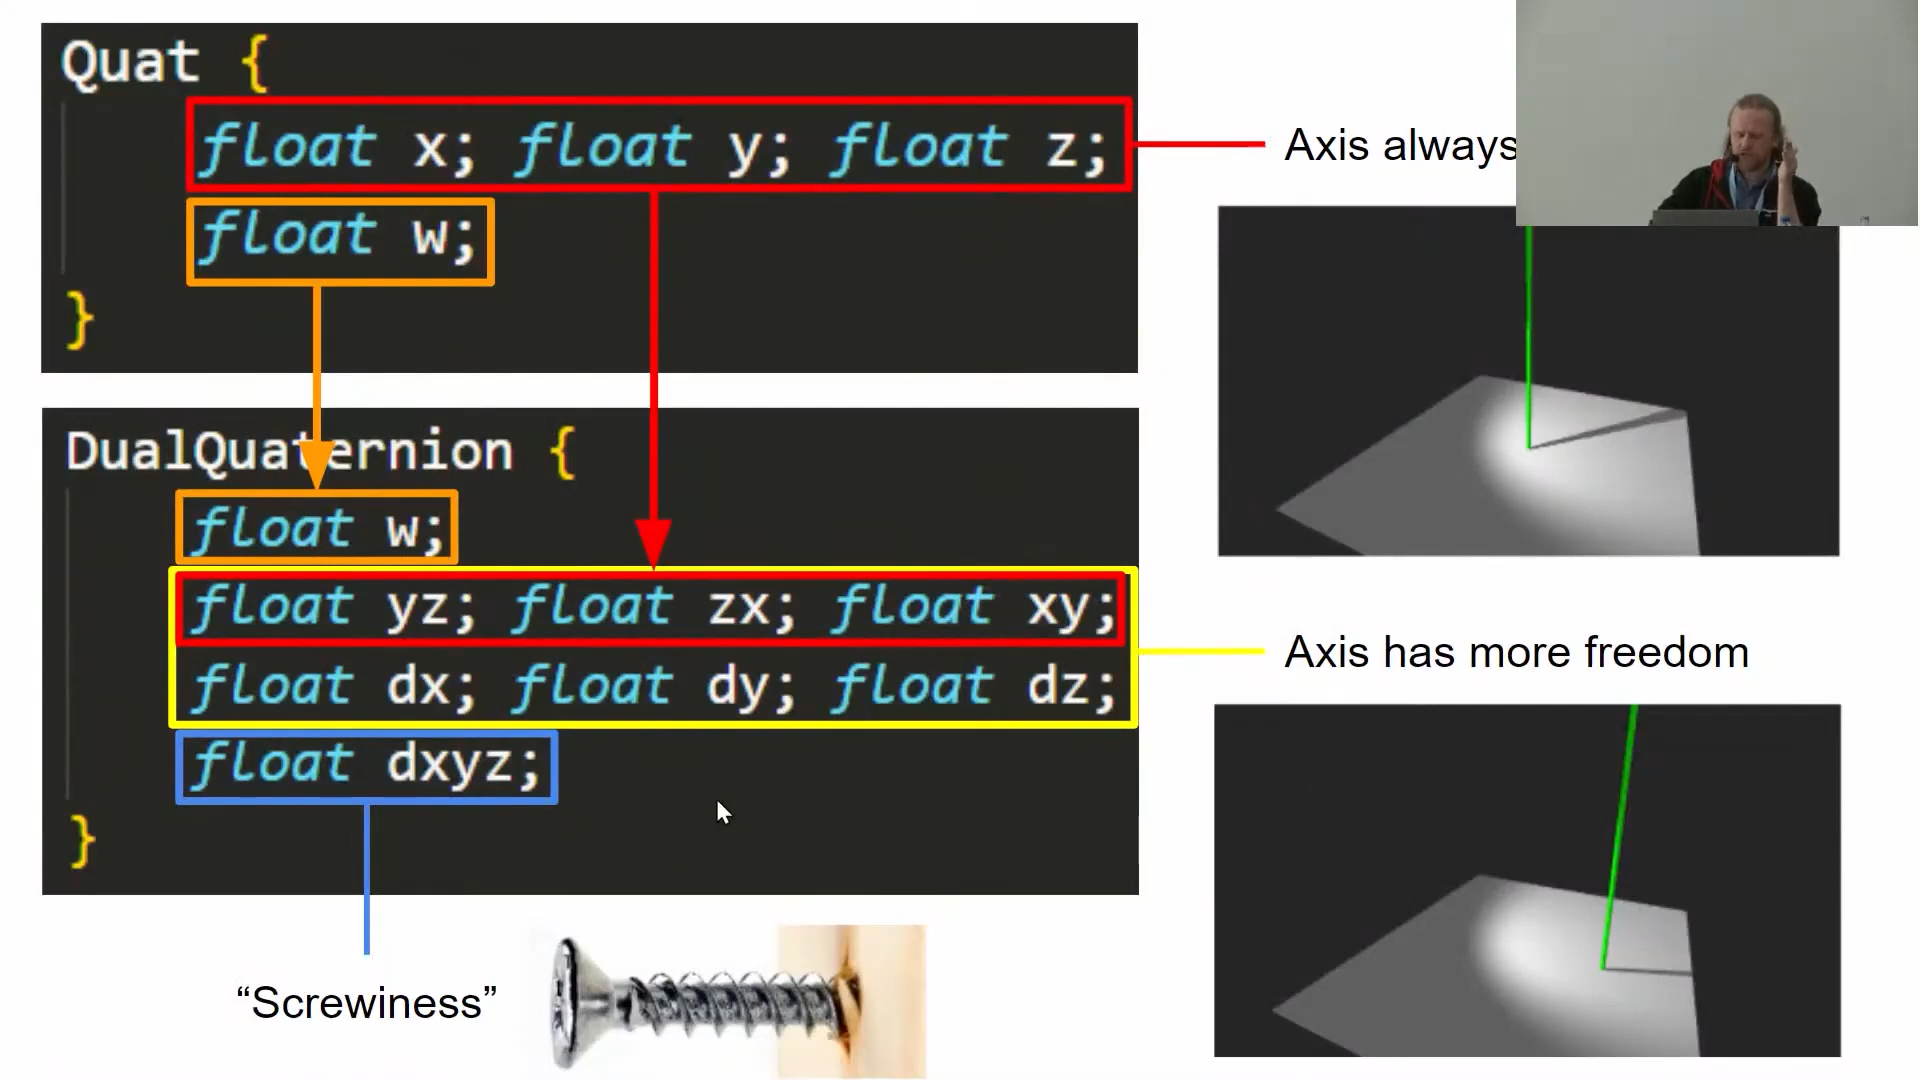 Quat {
float x; float y; float z;
float w;
}
Axis always
DualQuaternion {
float w;
float yz; float zx; float xy;
float dx; float dy; float dz;
float dxyz;
}
Axis has more freedom
“Screwiness”